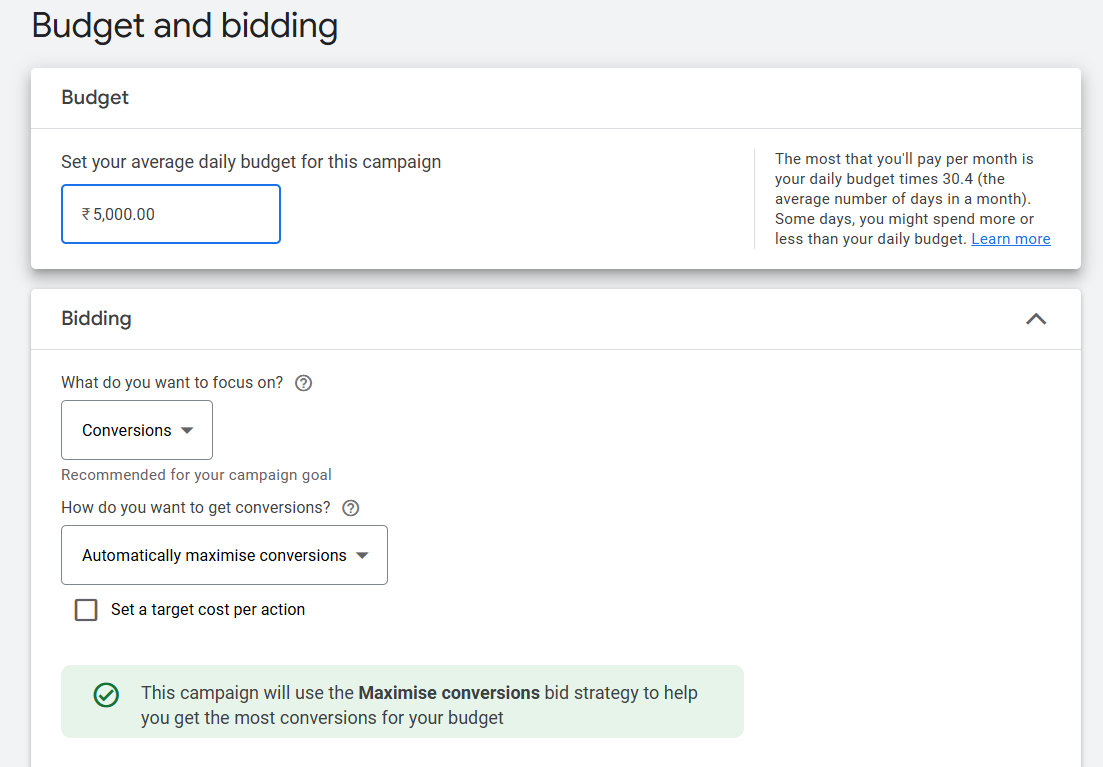 Budget and bidding
Budget
Set your average daily budget for this campaign
₹ 5,000.00
The most that you'll pay per month is
your daily budget times 30.4 (the
average number of days in a month).
Some days, you might spend more or
less than your daily budget. Learn more
Bidding
What do you want to focus on? ?
Conversions
Recommended for your campaign goal
How do you want to get conversions? ?
Automatically maximise conversions
Set a target cost per action
This campaign will use the Maximise conversions bid strategy to help
you get the most conversions for your budget